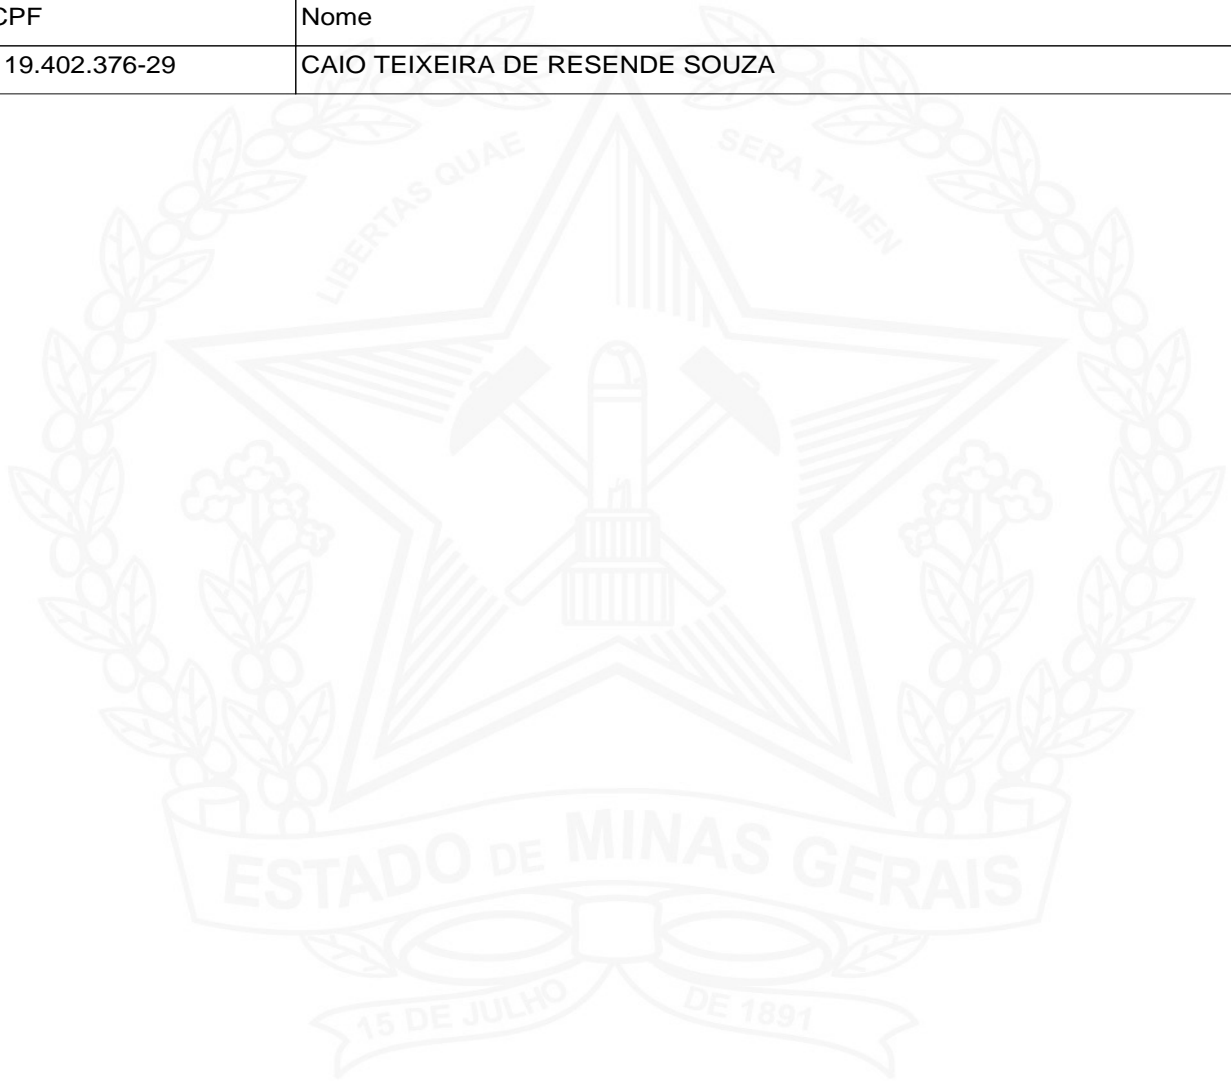 CPF Nome
19.402.376-29 CAIO TEIXEIRA DE RESENDE SOUZA
LIBERTAS QUAE SERA TAMEN
ESTADO DE MINAS GERAIS
15 DE JULHO DE 1891